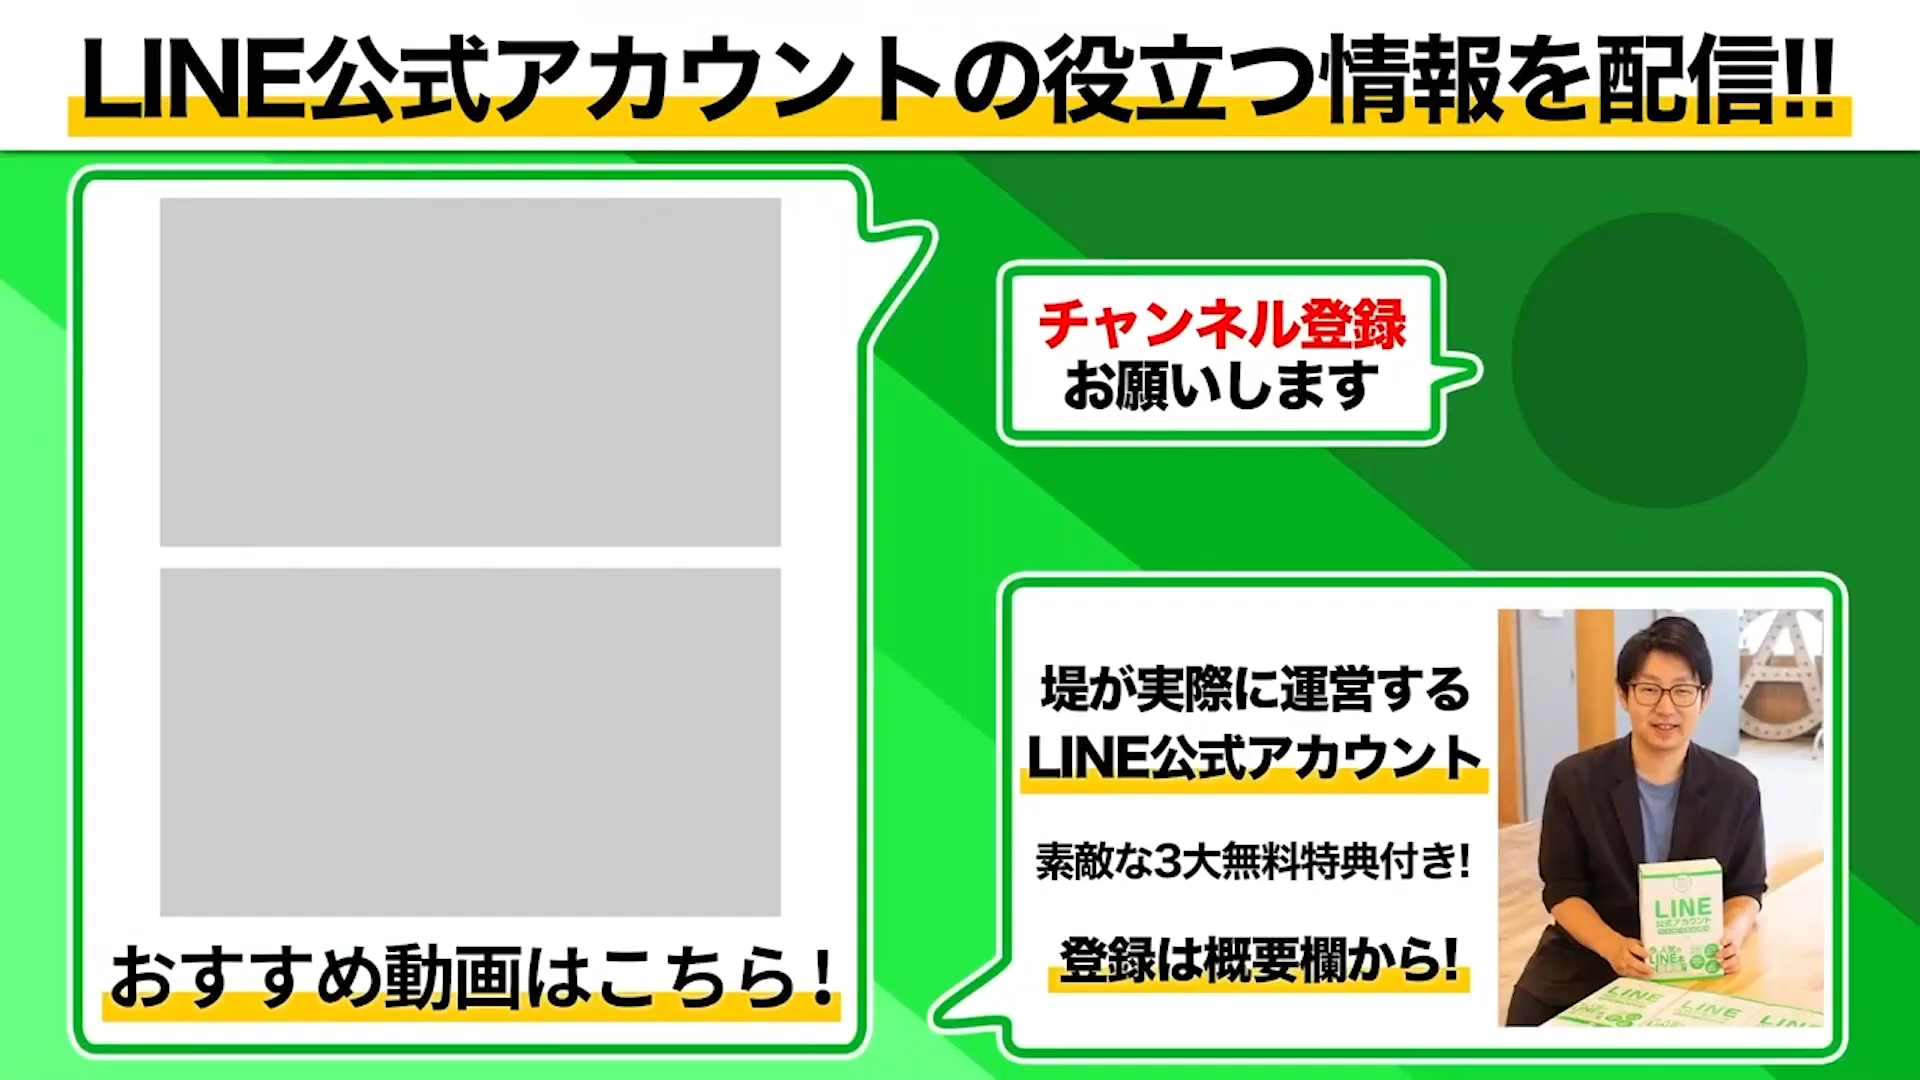 LINE公式アカウントの役立つ情報を配信!!
チャンネル登録
お願いします
おすすめ動画はこちら！
堤が実際に運営する
LINE公式アカウント
素敵な3大無料特典付き!
登録は概要欄から!
LINE
公式アカウント
LINE
LINE
LINE